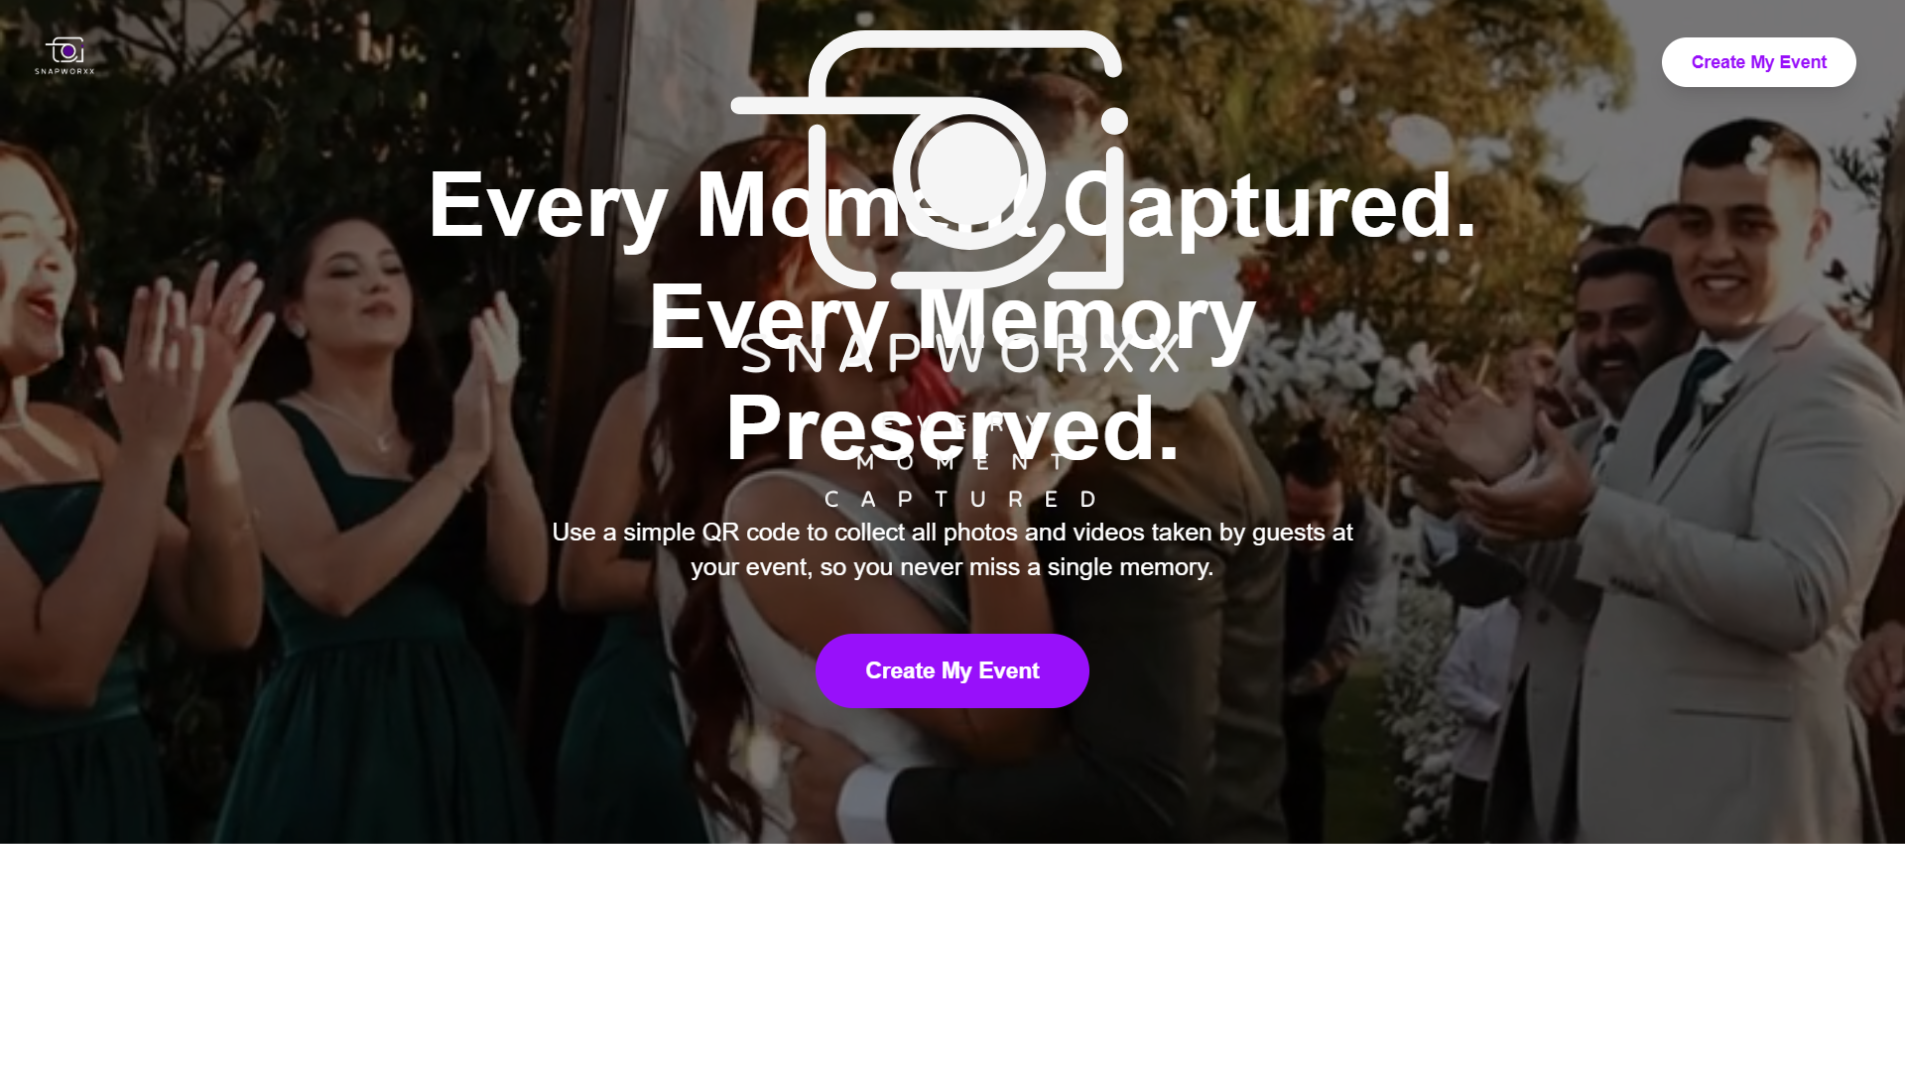 SNAPWORXX
Create My Event
Every Moment Captured.
Every Memory
SNAPWORXX
Preserved.
EVERY
MOMENT
CAPTURED
Use a simple QR code to collect all photos and videos taken by guests at
your event, so you never miss a single memory.
Create My Event